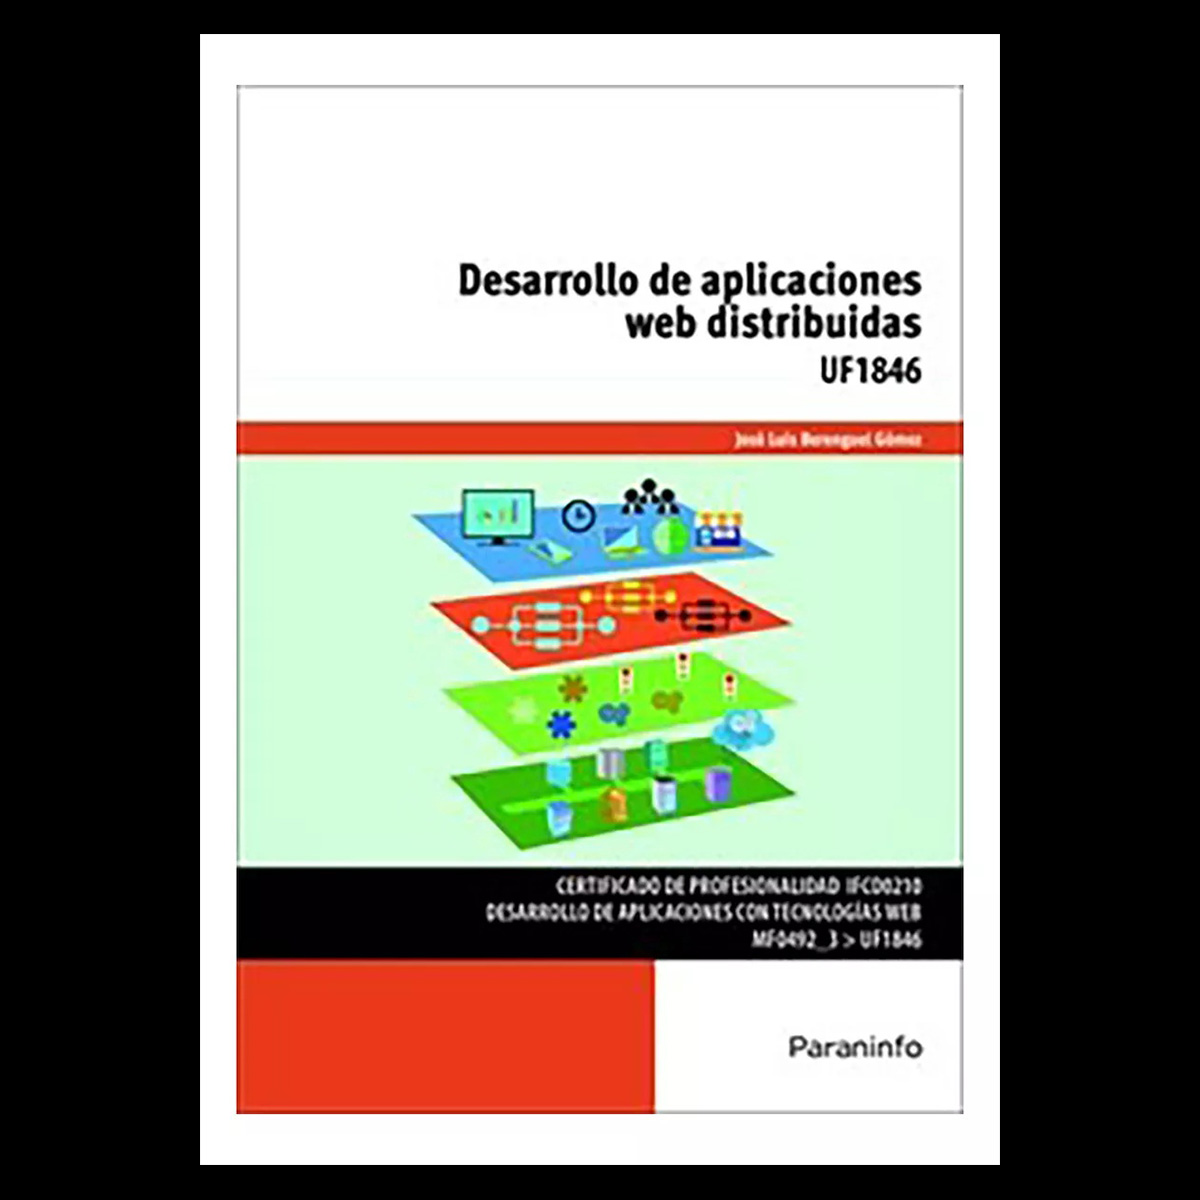 Desarrollo de aplicaciones
web distribuidas
UF1846
José Luis Berenguel Gómez
CERTIFICADO DE PROFESIONALIDAD IFCD0210
DESARROLLO DE APLICACIONES CON TECNOLOGÍAS WEB
MF0492_3 > UF1846
Paraninfo